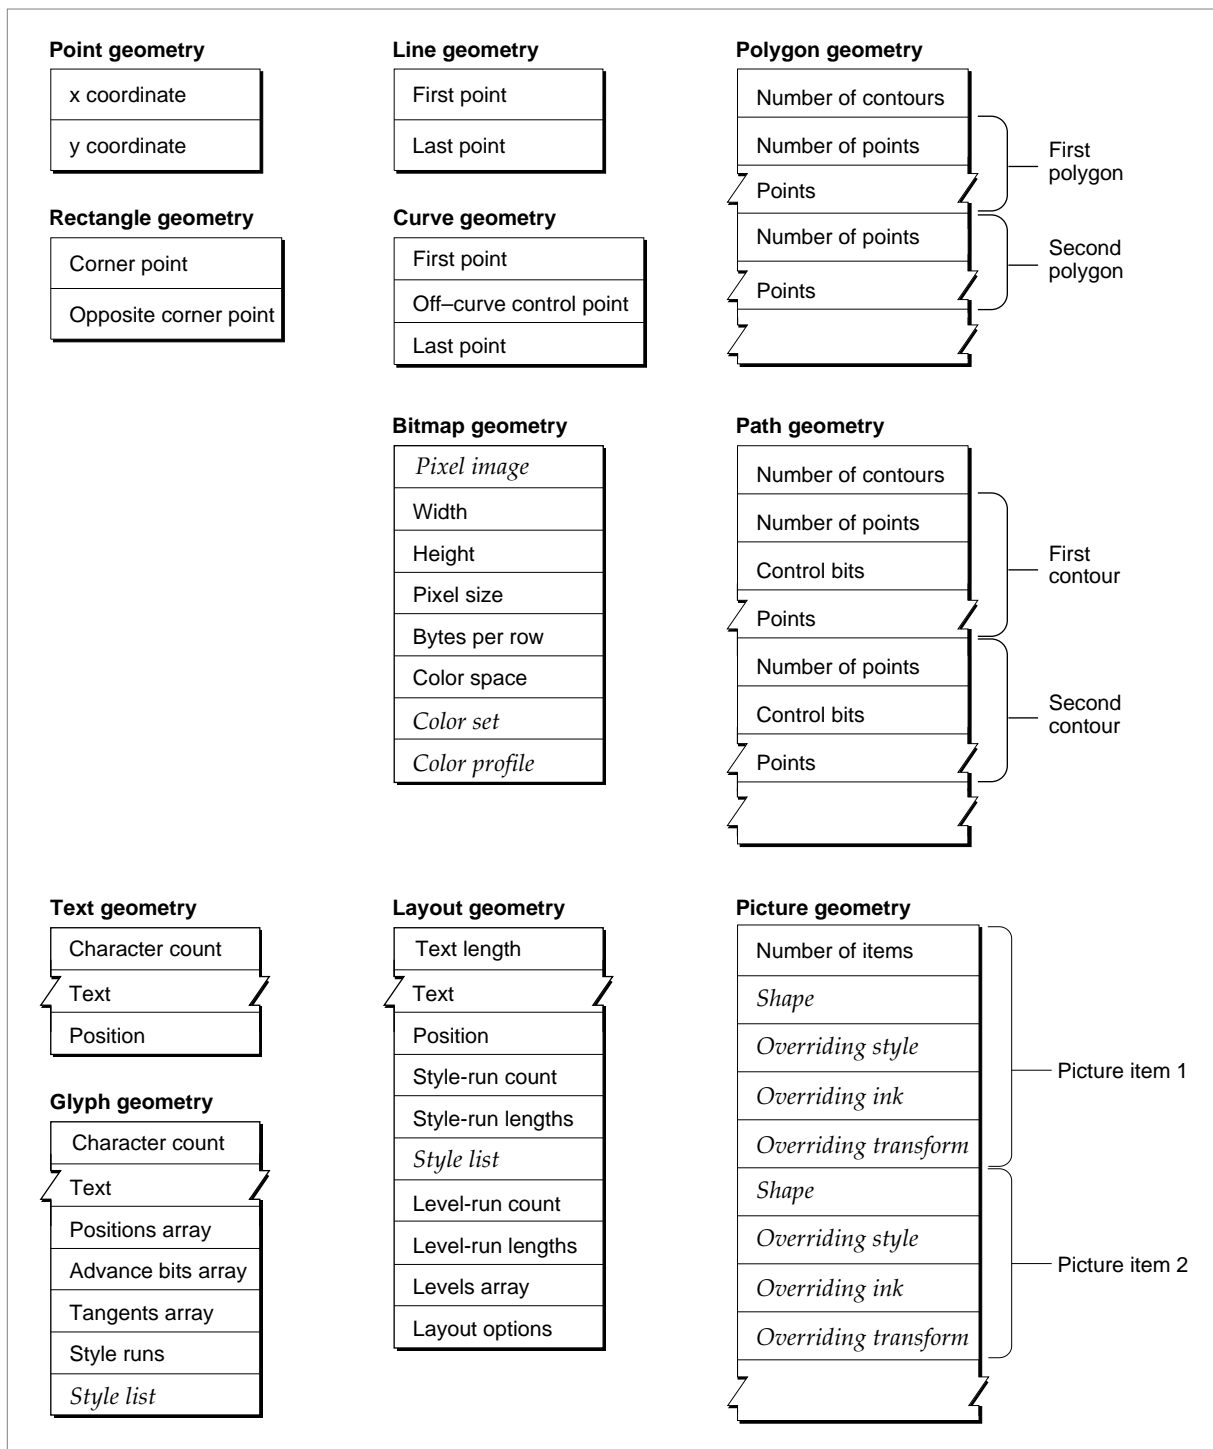 Point geometry
x coordinate
y coordinate
Line geometry
First point
Last point
Polygon geometry
Number of contours
Number of points
Points
Number of points
Points
First
polygon
Second
polygon
Rectangle geometry
Corner point
Opposite corner point
Curve geometry
First point
Off–curve control point
Last point
Bitmap geometry
Pixel image
Width
Height
Pixel size
Bytes per row
Color space
Color set
Color profile
Path geometry
Number of contours
Number of points
Control bits
Points
Number of points
Control bits
Points
First
contour
Second
contour
Text geometry
Character count
Text
Position
Glyph geometry
Character count
Text
Positions array
Advance bits array
Tangents array
Style runs
Style list
Layout geometry
Text length
Text
Position
Style-run count
Style-run lengths
Style list
Level-run count
Level-run lengths
Levels array
Layout options
Picture geometry
Number of items
Shape
Overriding style
Overriding ink
Overriding transform
Shape
Overriding style
Overriding ink
Overriding transform
Picture item 1
Picture item 2